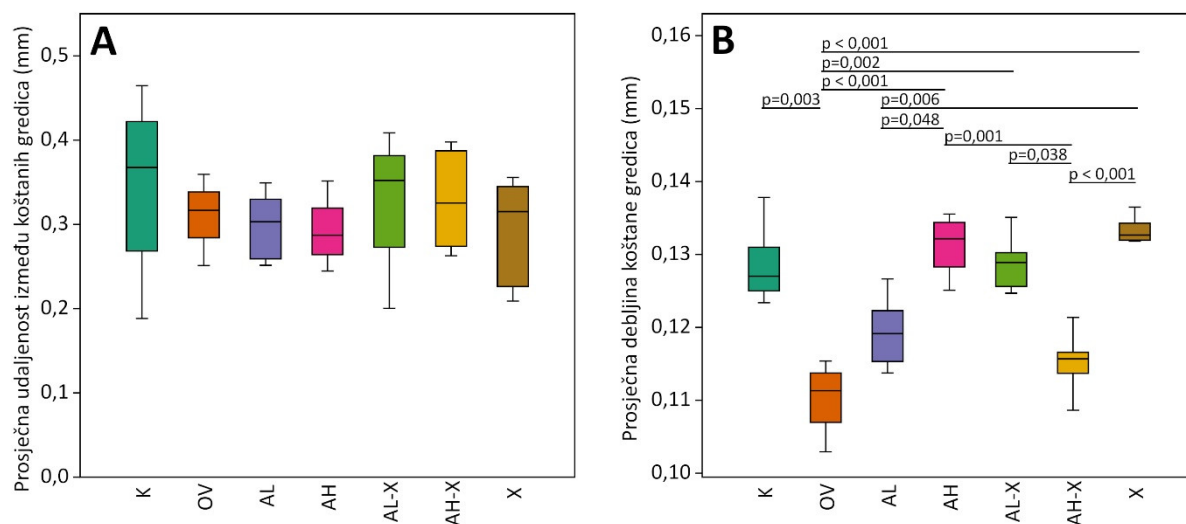 A
Prosječna udaljenost između koštanih gredica (mm)
0,5
0,4
0,3
0,2
0,1
0,0
K
OV
AL
AH
AL-X
AH-X
X
B
Prosječna debljina koštane gredica (mm)
0,16
0,15
0,14
0,13
0,12
0,11
0,10
p < 0,001
p=0,002
p < 0,001
p=0,003
p=0,006
p=0,048
p=0,001
p=0,038
p < 0,001
K
OV
AL
AH
AL-X
AH-X
X